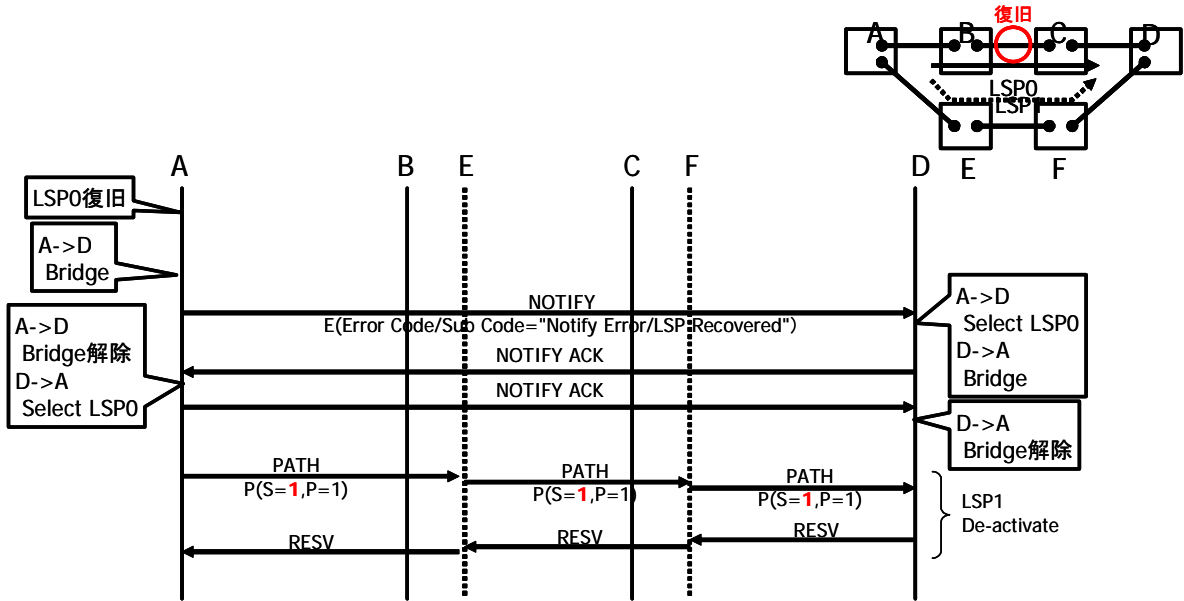 復旧
A
B
C
D
LSP0
LSP1
E
F
A
B
E
C
F
D
LSP0復旧
A->D
Bridge
NOTIFY
E(Error Code/Sub Code="Notify Error/LSP Recovered")
A->D
Select LSP0
D->A
Bridge
A->D
Bridge解除
D->A
Select LSP0
NOTIFY ACK
NOTIFY ACK
D->A
Bridge解除
PATH
P(S=1,P=1)
PATH
P(S=1,P=1)
PATH
P(S=1,P=1)
LSP1
De-activate
RESV
RESV
RESV